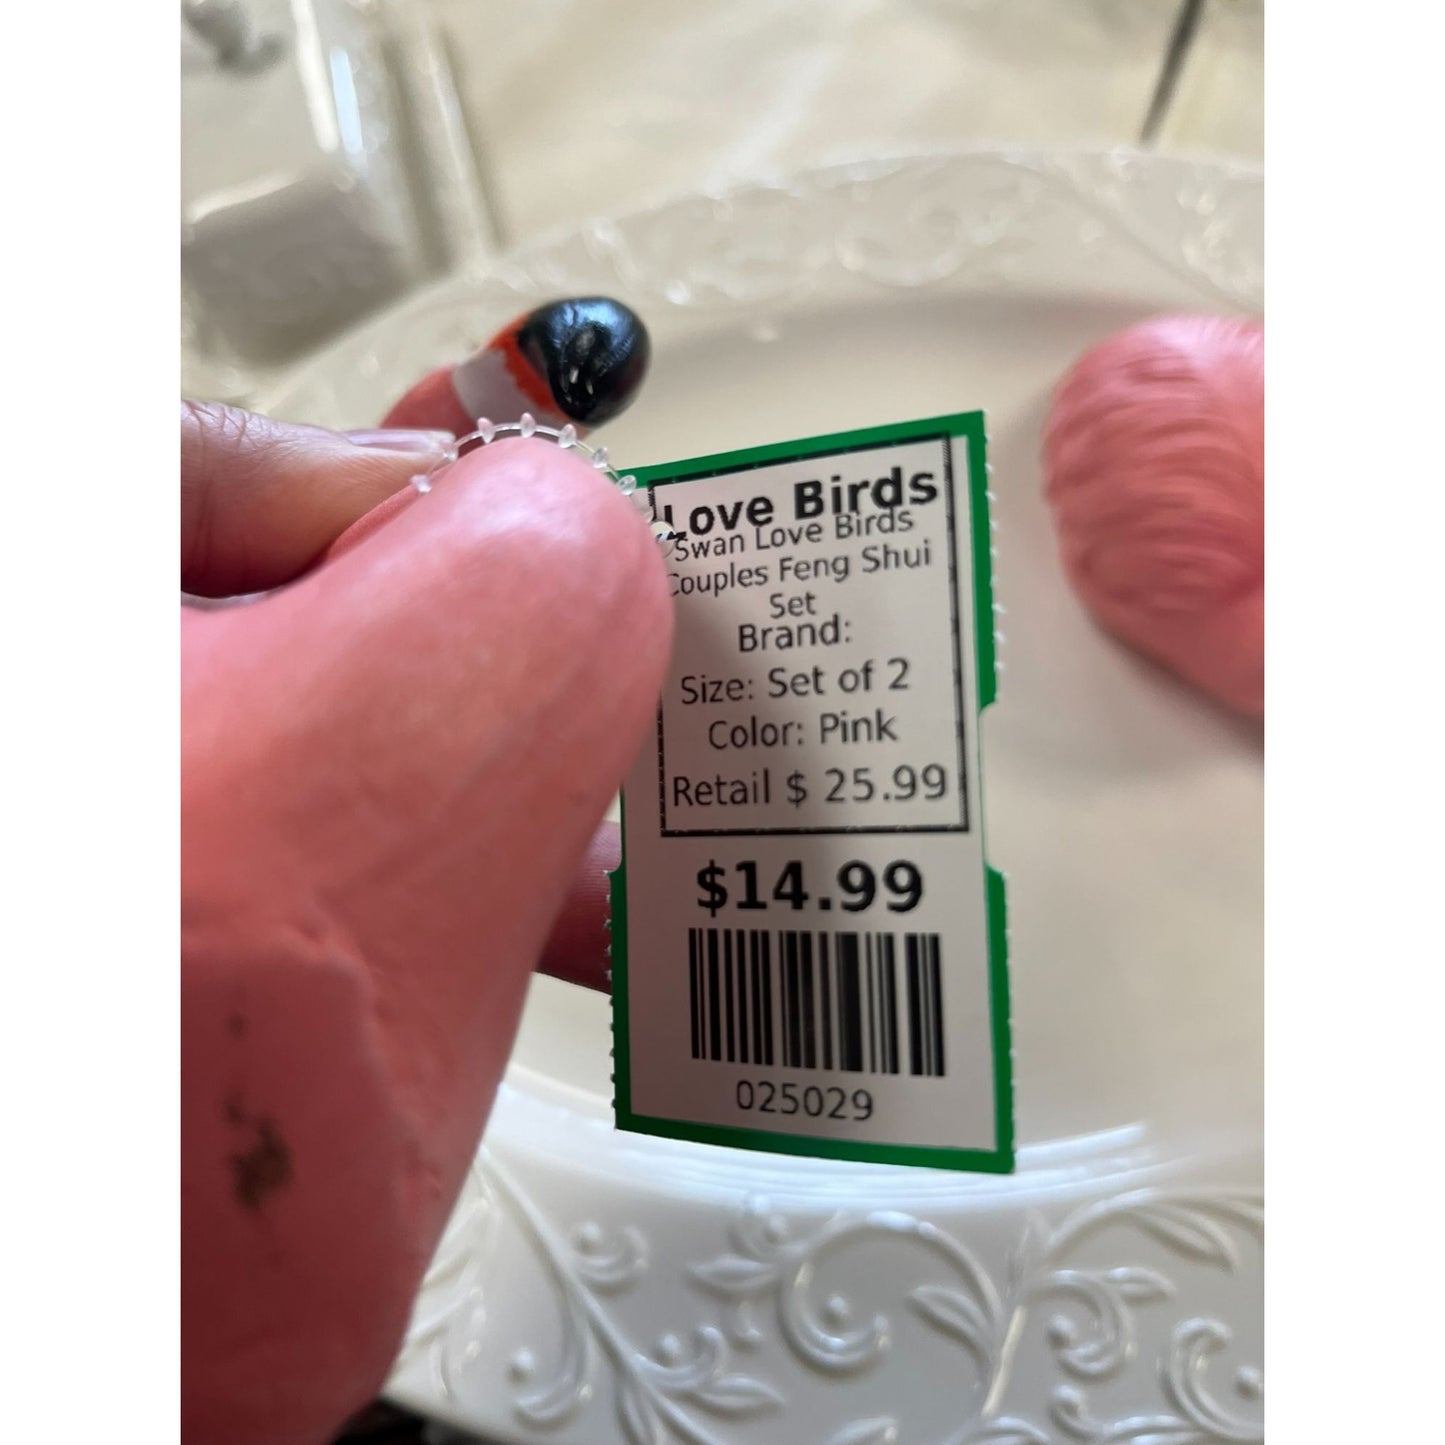 Love Birds
Swan Love Birds
Couples Feng Shui
Set
Brand:
Size: Set of 2
Color: Pink
Retail $ 25.99
$14.99
025029